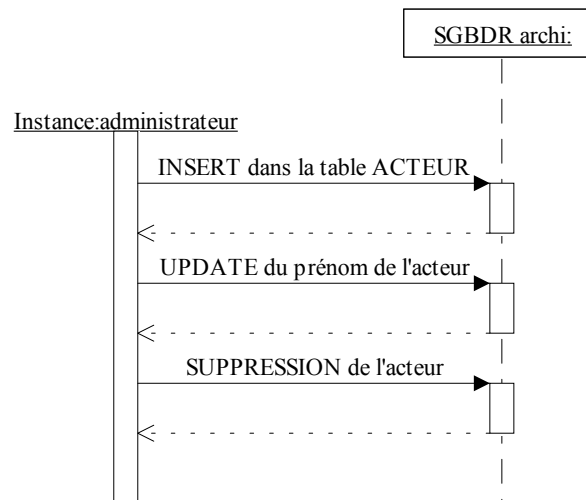 SGBDR archi:
Instance:administrateur
INSERT dans la table ACTEUR
UPDATE du prénom de l'acteur
SUPPRESSION de l'acteur